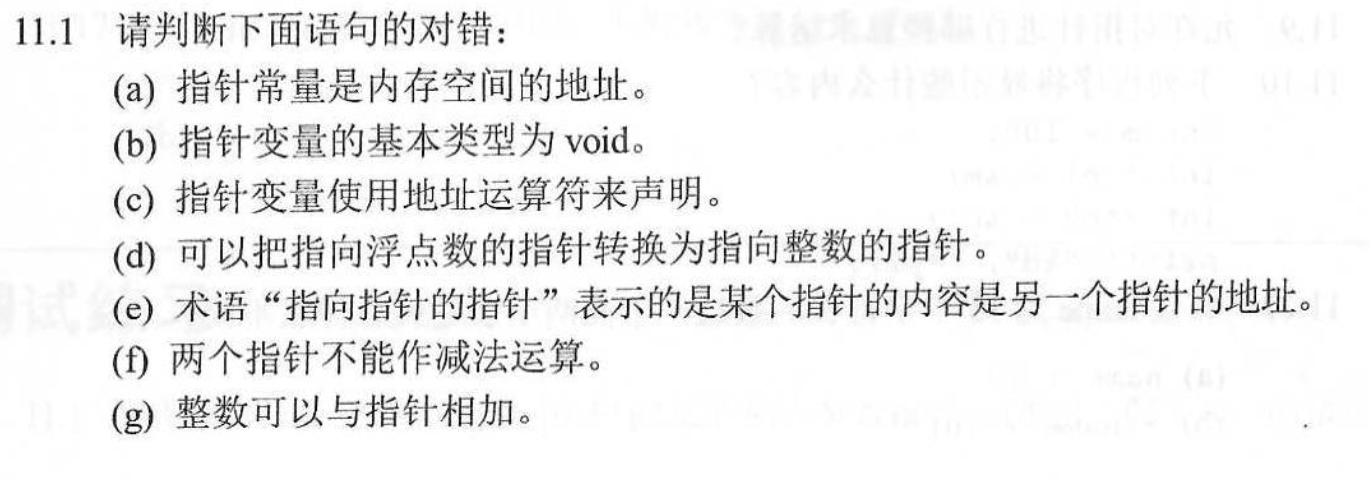 11.1 请判断下面语句的对错：
(a) 指针常量是内存空间的地址。
(b) 指针变量的基本类型为 void。
(c) 指针变量使用地址运算符来声明。
(d) 可以把指向浮点数的指针转换为指向整数的指针。
(e) 术语“指向指针的指针”表示的是某个指针的内容是另一个指针的地址。
(f) 两个指针不能作减法运算。
(g) 整数可以与指针相加。